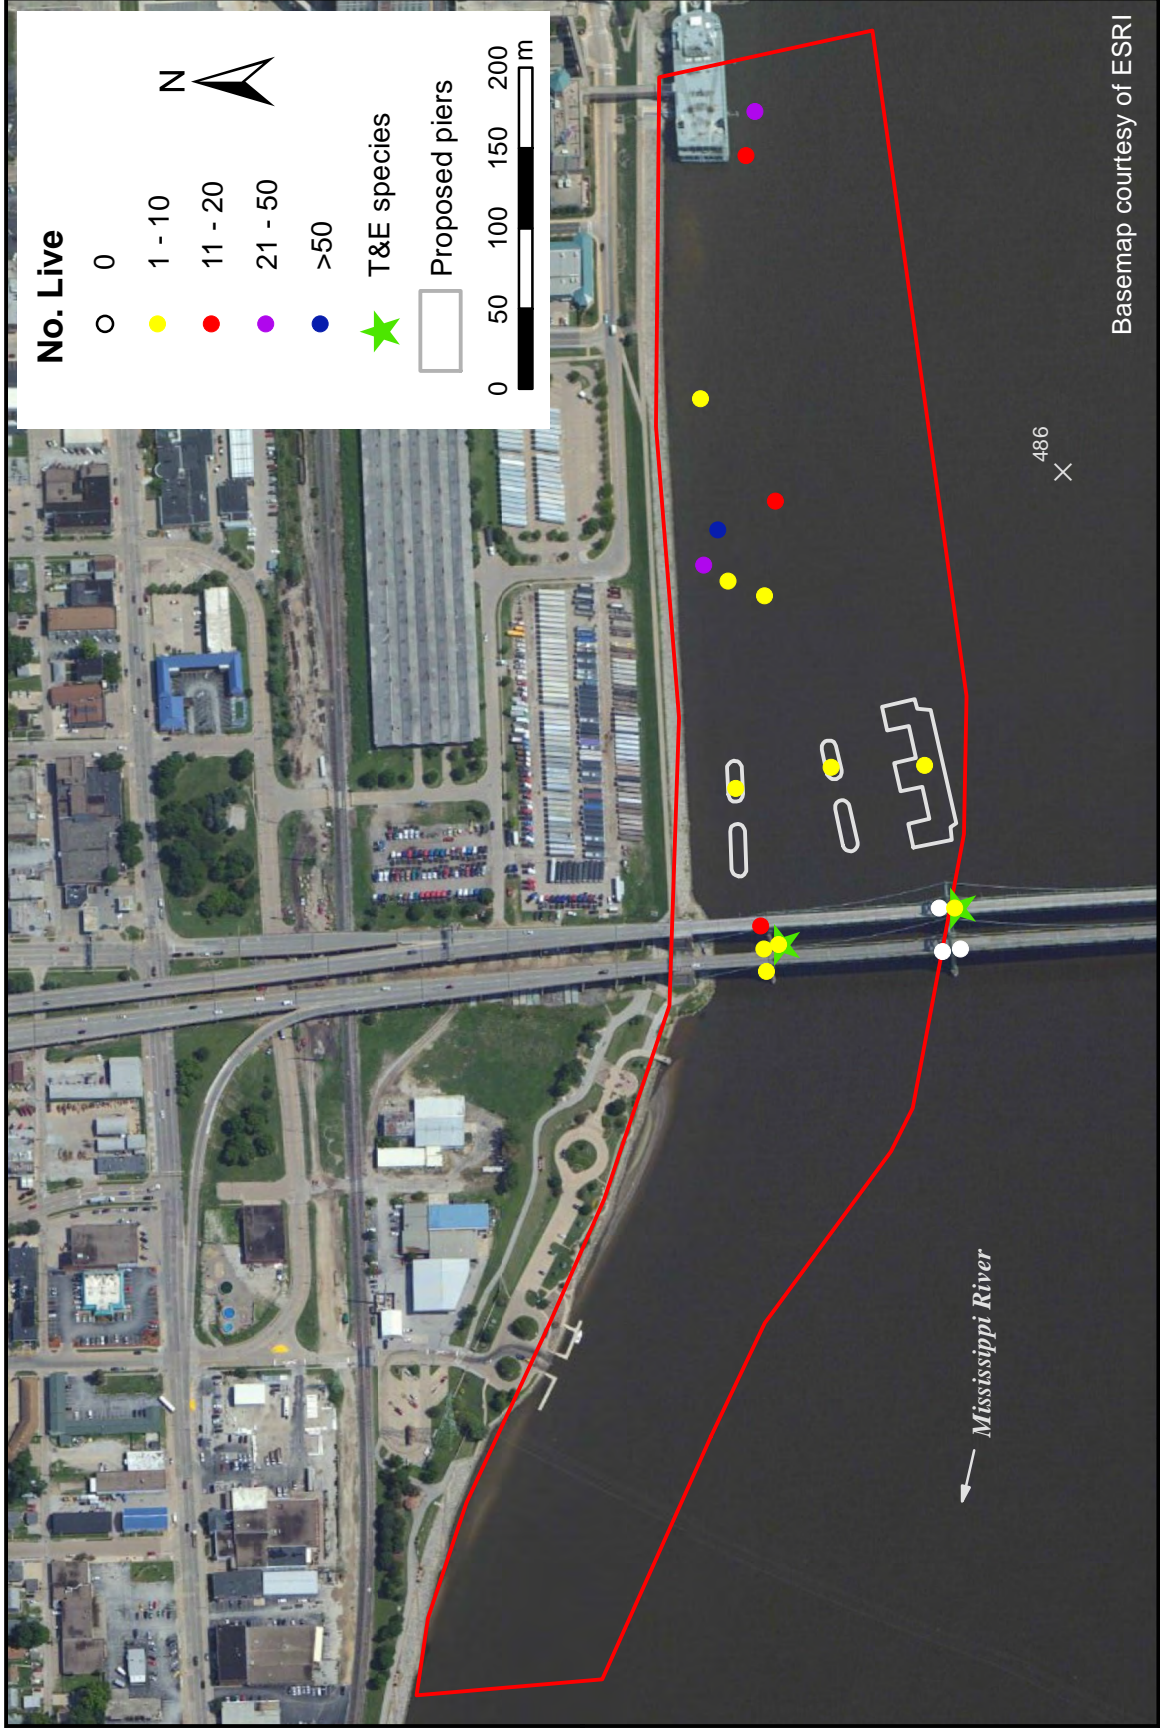 No. Live
0
1 - 10
11 - 20
21 - 50
>50
T&E species
Proposed piers
N
0 50 100 150 200
m
486
Mississippi River
Basemap courtesy of ESRI